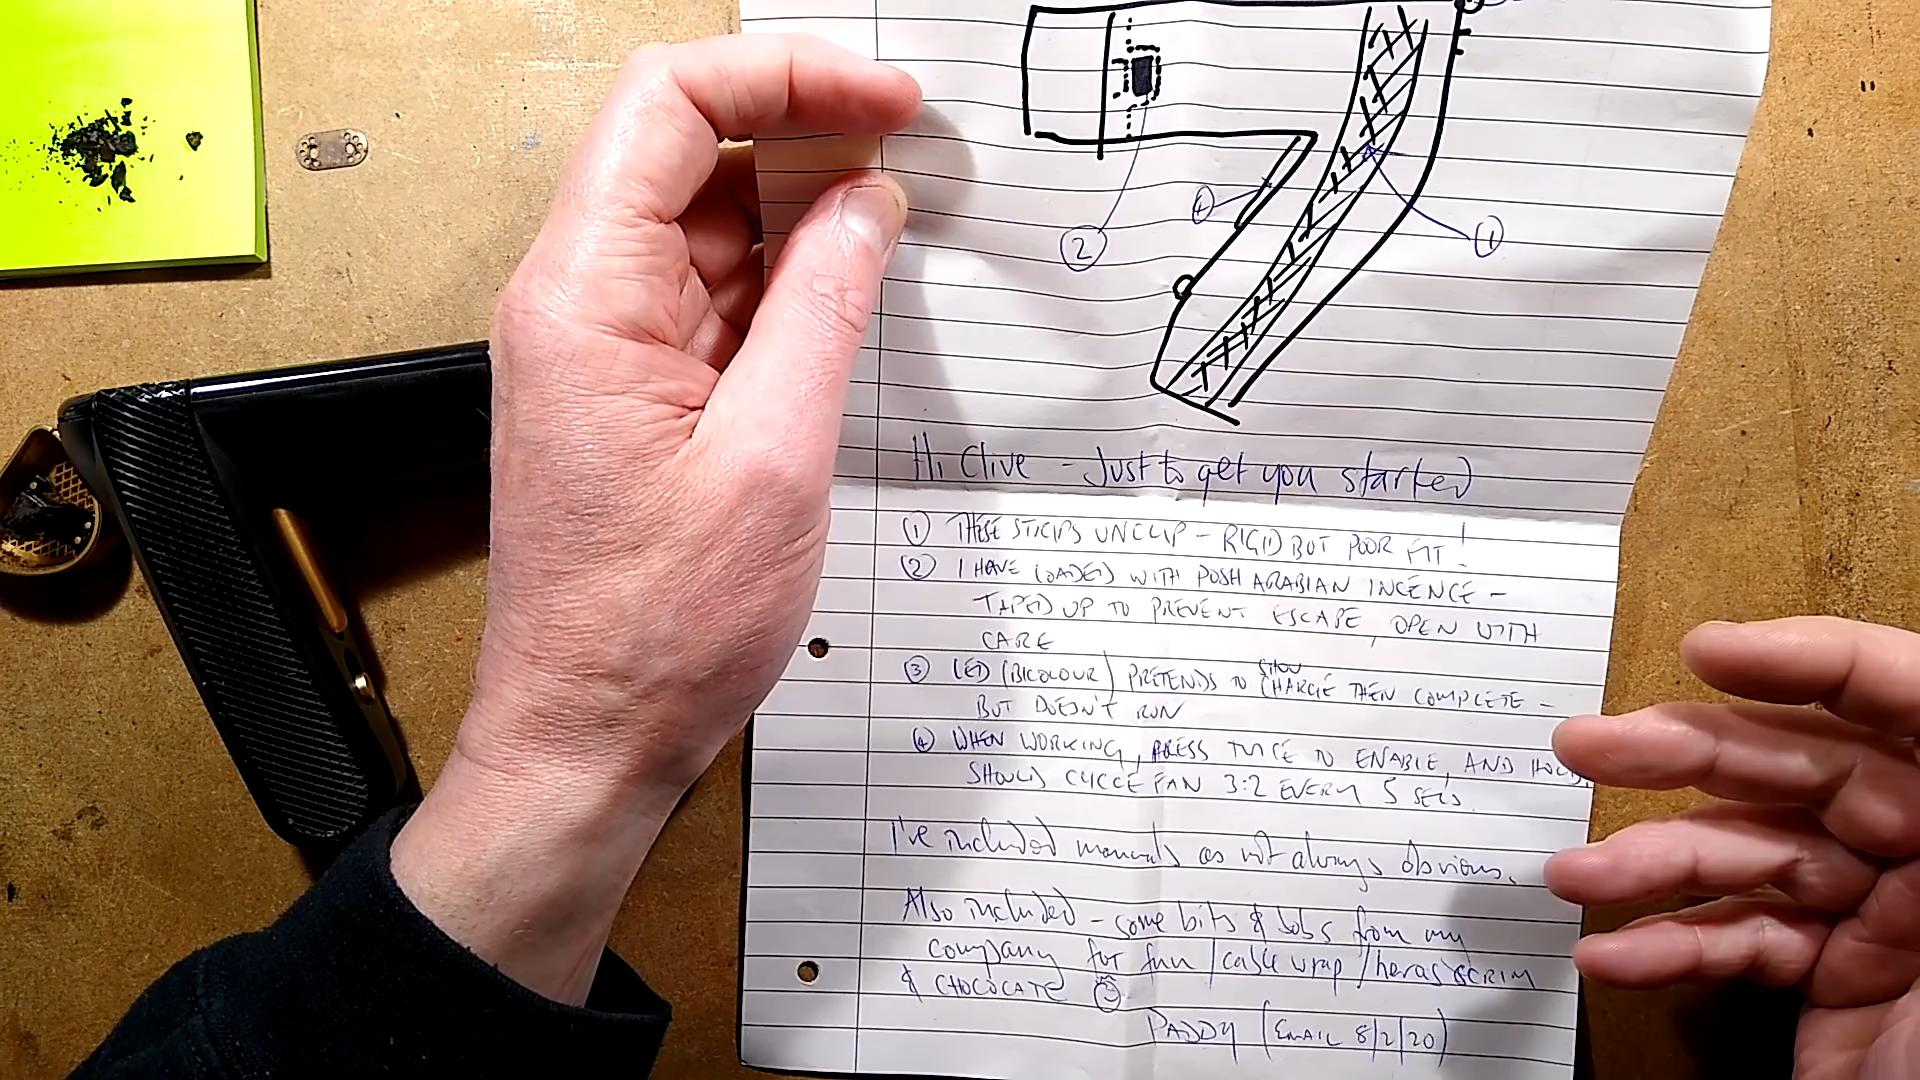 2
4
1
Hi Clive - Just to get you started
① THESE STRIPS UNCLIP - RIGID BUT POOR FIT!
② I HAVE LOADED WITH POSH ARABIAN INCENCE -
TAPED UP TO PREVENT ESCAPE, OPEN WITH
CARE
③ LED (BICOLOUR) PRETENDS TO SHOW CHARGE THEN COMPLETE -
BUT DOESN'T RUN
④ WHEN WORKING, PRESS TWICE TO ENABLE, AND HOLD
SHOULD CYCLE FAN 3:2 EVERY 5 SECS.
I've included manuals as not always obvious.
Also included - some bits & bobs from my
company for fun / cable wrap / heras SCRIM
& CHOCOLATE
PADDY (EMAIL 8/2/20)